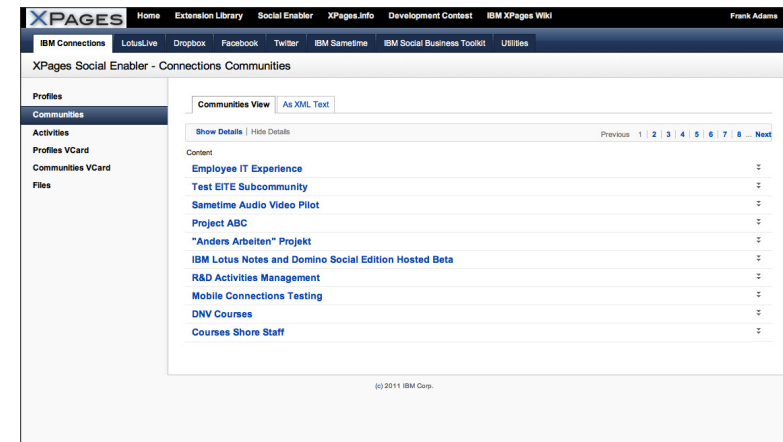 XPAGES Home Extension Library Social Enabler XPages.info Development Contest IBM XPages Wiki Frank Adams
IBM Connections LotusLive Dropbox Facebook Twitter IBM Sametime IBM Social Business Toolkit Utilities
XPages Social Enabler - Connections Communities
Profiles
Communities
Activities
Profiles VCard
Communities VCard
Files
Communities View As XML Text
Show Details | Hide Details Previous 1 | 2 | 3 | 4 | 5 | 6 | 7 | 8 ... Next
Content
Employee IT Experience
Test EITE Subcommunity
Sametime Audio Video Pilot
Project ABC
"Anders Arbeiten" Projekt
IBM Lotus Notes and Domino Social Edition Hosted Beta
R&D Activities Management
Mobile Connections Testing
DNV Courses
Courses Shore Staff
(c) 2011 IBM Corp.